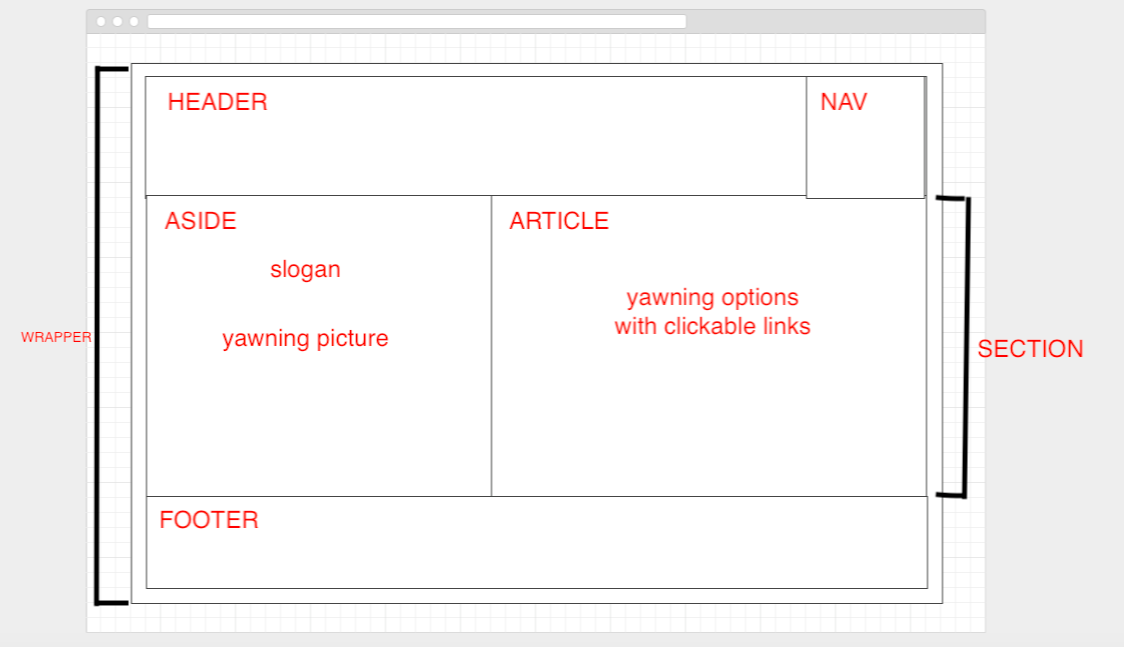 HEADER
NAV
ASIDE
ARTICLE
slogan
yawning options
with clickable links
yawning picture
WRAPPER
SECTION
FOOTER